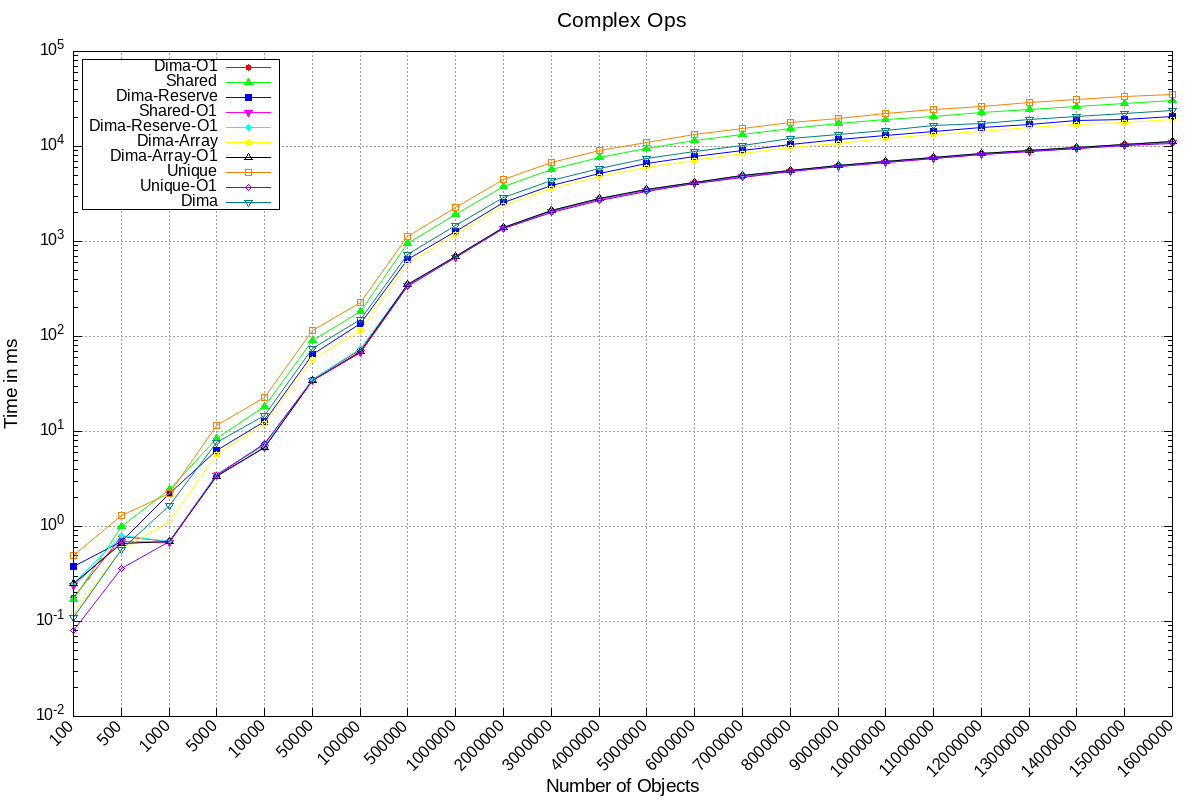 Complex Ops
10^5
10^4
10^3
10^2
10^1
10^0
10^-1
10^-2
Time in ms
Dima-O1
Shared
Dima-Reserve
Shared-O1
Dima-Reserve-O1
Dima-Array
Dima-Array-O1
Unique
Unique-O1
Dima
100
500
1000
5000
10000
50000
100000
500000
1000000
2000000
3000000
4000000
5000000
6000000
7000000
8000000
9000000
10000000
11000000
12000000
13000000
14000000
15000000
16000000
Number of Objects